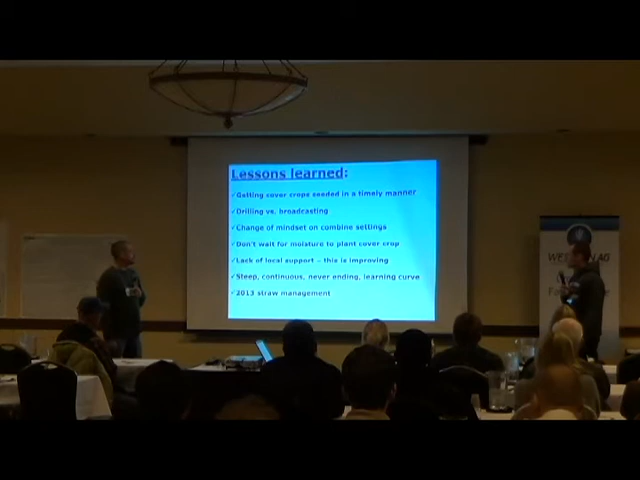 Lessons learned:
✓Getting cover crops seeded in a timely manner
✓Drilling vs. broadcasting
✓Change of mindset on combine settings
✓Don't wait for moisture to plant cover crop
✓Lack of local support – this is improving
✓Steep, continuous, never ending, learning curve
✓2013 straw management